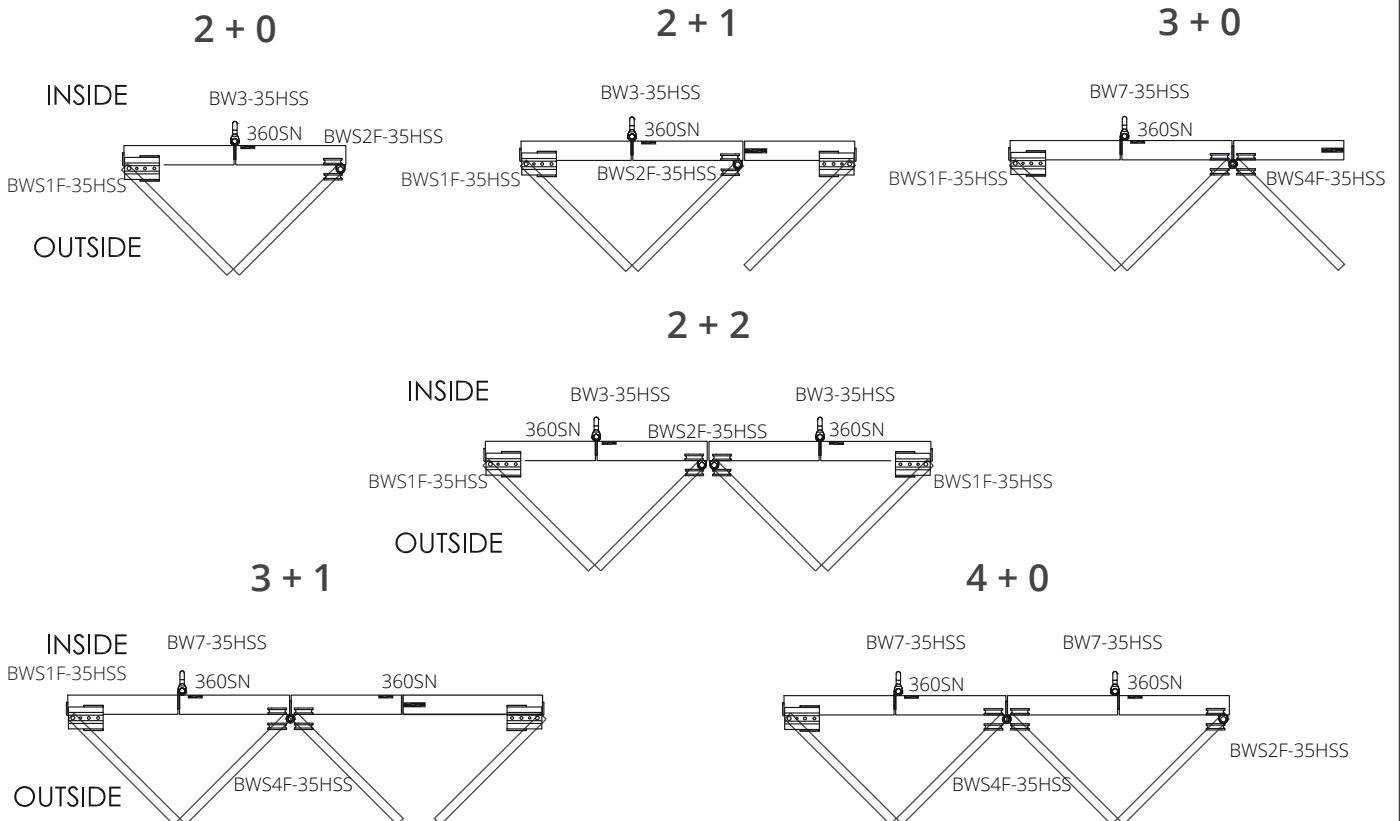 2 + 0
INSIDE
BW3-35HSS
360SN
BWS2F-35HSS
BWS1F-35HSS
OUTSIDE
2 + 1
BW3-35HSS
360SN
BWS1F-35HSS
BWS2F-35HSS
3 + 0
BW7-35HSS
360SN
BWS1F-35HSS
BWS4F-35HSS
2 + 2
INSIDE
BW3-35HSS
BW3-35HSS
360SN
BWS2F-35HSS
360SN
BWS1F-35HSS
BWS1F-35HSS
OUTSIDE
3 + 1
INSIDE
BW7-35HSS
BWS1F-35HSS
360SN
360SN
BWS4F-35HSS
OUTSIDE
4 + 0
BW7-35HSS
BW7-35HSS
360SN
360SN
BWS2F-35HSS
BWS4F-35HSS